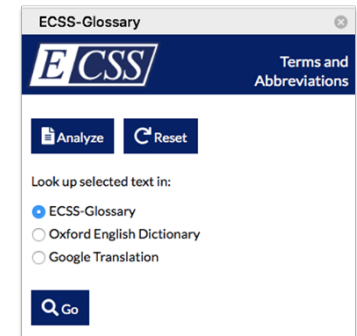 ECSS-Glossary
ECSS
Terms and
Abbreviations
Analyze Reset
Look up selected text in:
ECSS-Glossary
Oxford English Dictionary
Google Translation
Go